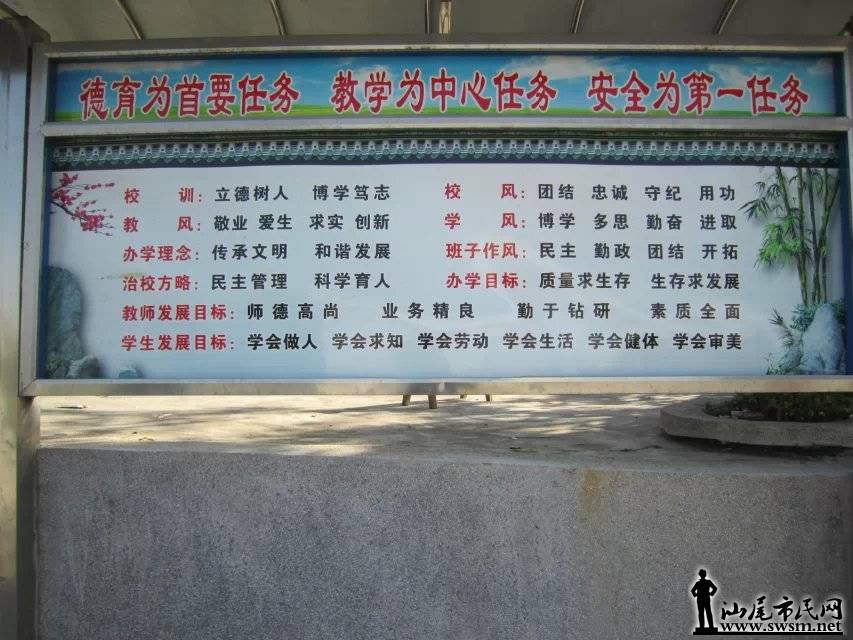 德育为首要任务 教学为中心任务 安全为第一任务
校 训：立德树人 博学笃志 校 风：团结 忠诚 守纪 用功
教 风：敬业 爱生 求实 创新 学 风：博学 多思 勤奋 进取
办学理念：传承文明 和谐发展 班子作风：民主 勤政 团结 开拓
治校方略：民主管理 科学育人 办学目标：质量求生存 生存求发展
教师发展目标：师德高尚 业务精良 勤于钻研 素质全面
学生发展目标：学会做人 学会求知 学会劳动 学会生活 学会健体 学会审美
汕尾市民网
www.swsm.net